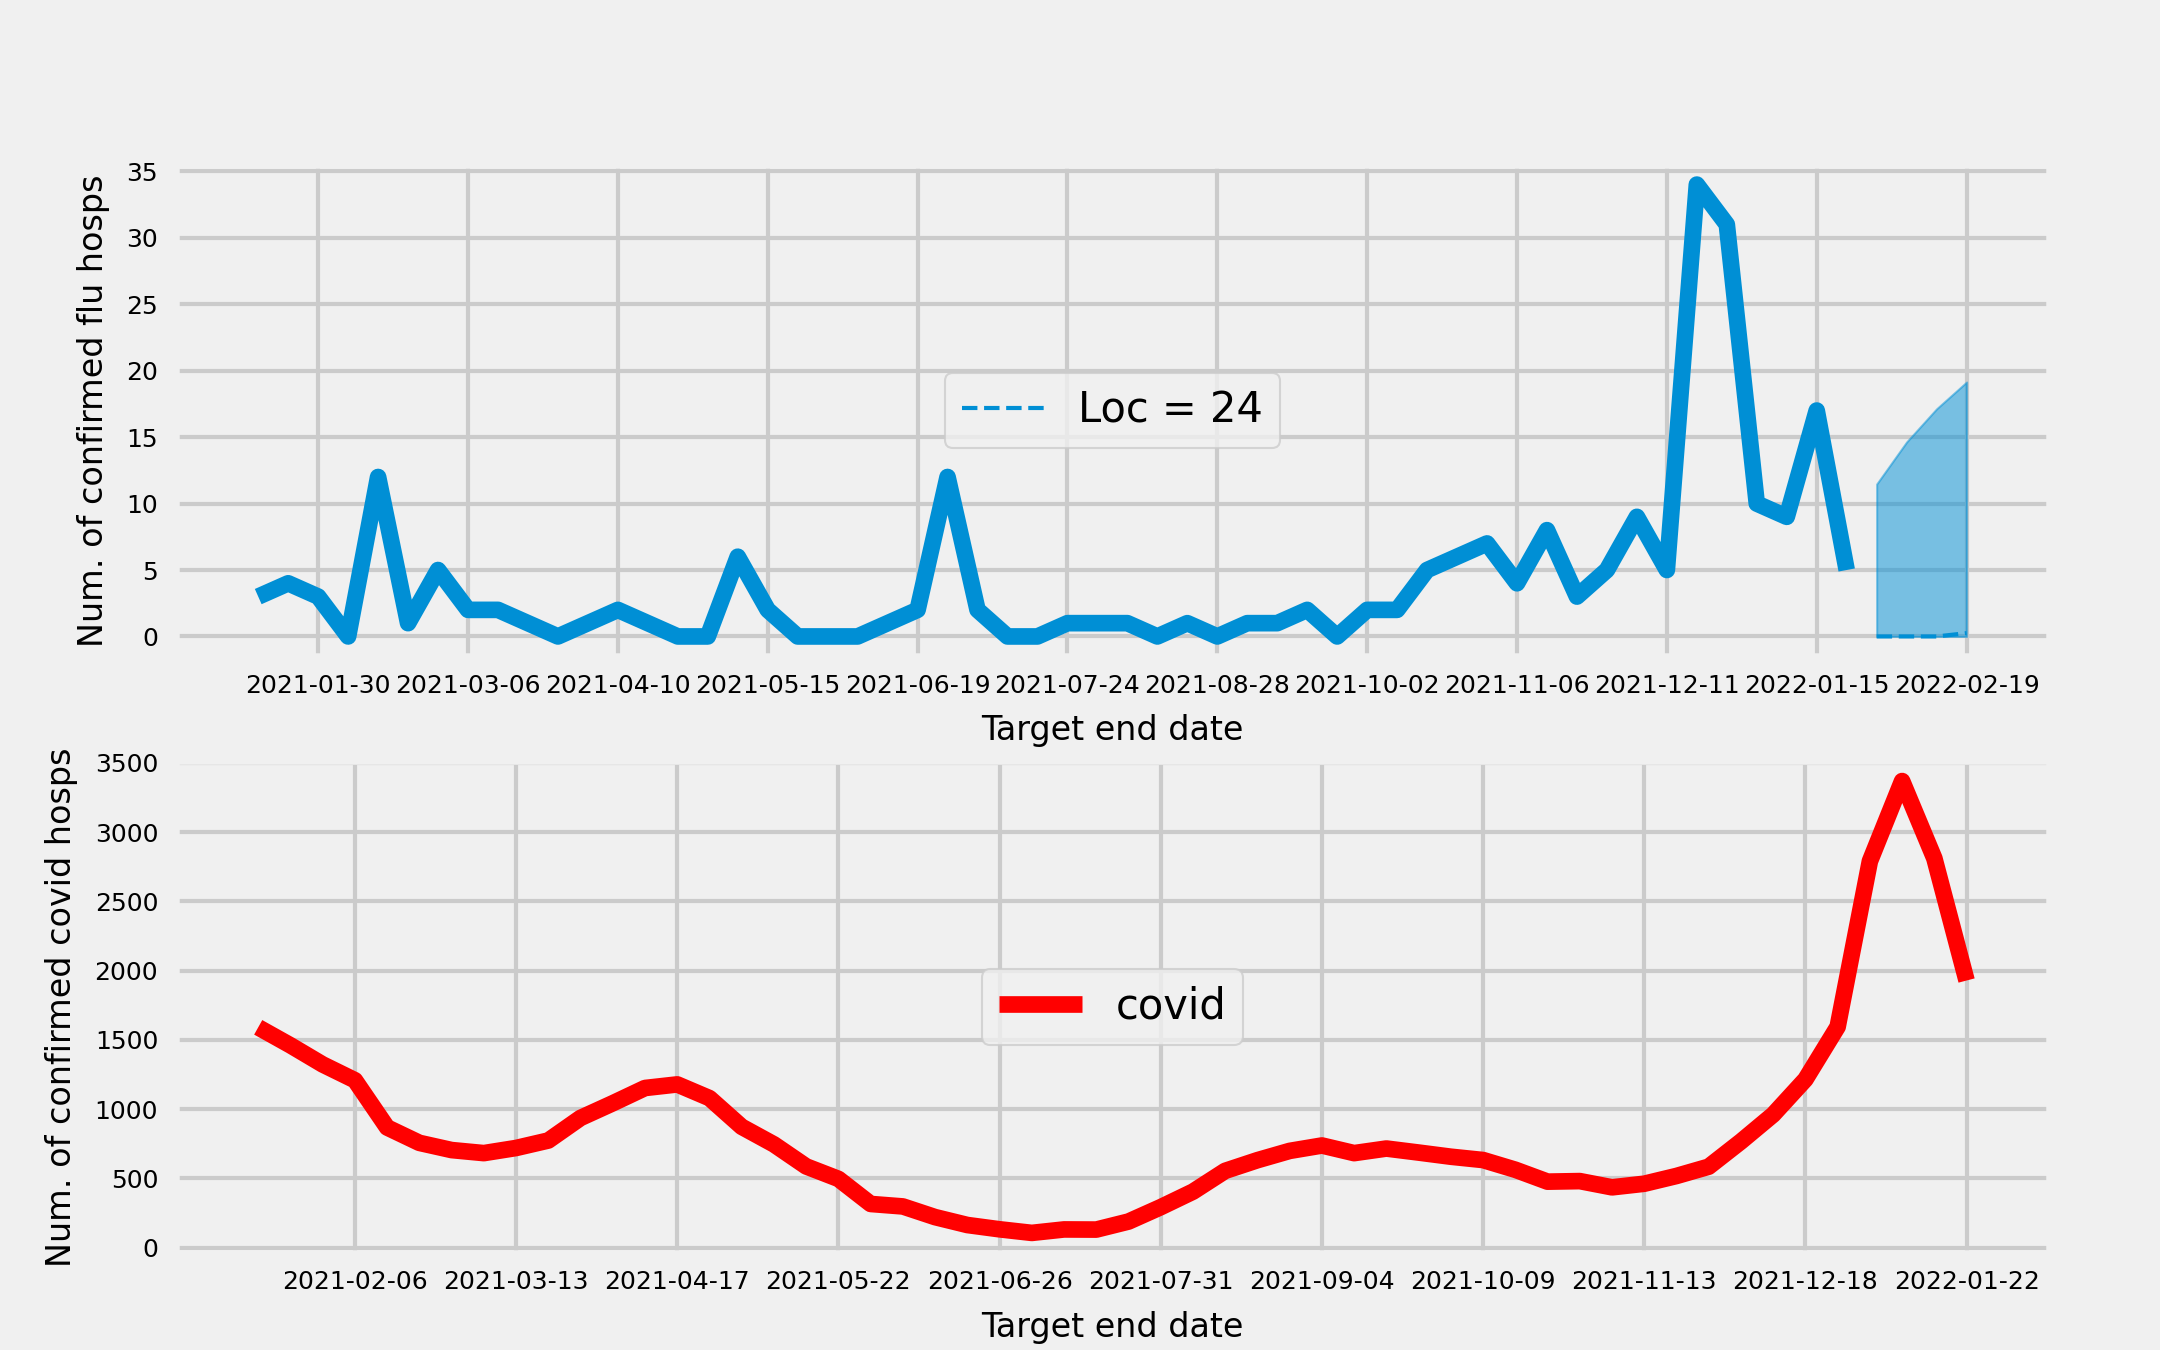 Num. of confirmed flu hosps
35
30
25
20
15
10
5
0
Loc = 24
2021-01-30 2021-03-06 2021-04-10 2021-05-15 2021-06-19 2021-07-24 2021-08-28 2021-10-02 2021-11-06 2021-12-11 2022-01-15 2022-02-19
Target end date
Num. of confirmed covid hosps
3500
3000
2500
2000
1500
1000
500
0
covid
2021-02-06 2021-03-13 2021-04-17 2021-05-22 2021-06-26 2021-07-31 2021-09-04 2021-10-09 2021-11-13 2021-12-18 2022-01-22
Target end date